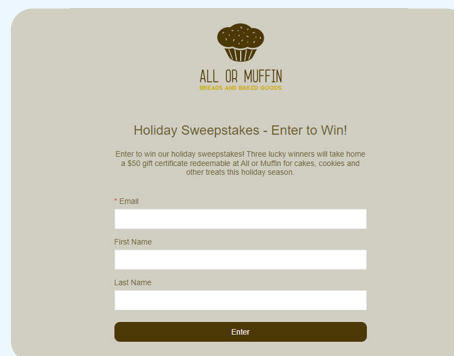 ALL OR MUFFIN
BREADS AND BAKED GOODS
Holiday Sweepstakes - Enter to Win!
Enter to win our holiday sweepstakes! Three lucky winners will take home
a $50 gift certificate redeemable at All or Muffin for cakes, cookies and
other treats this holiday season.
* Email
First Name
Last Name
Enter